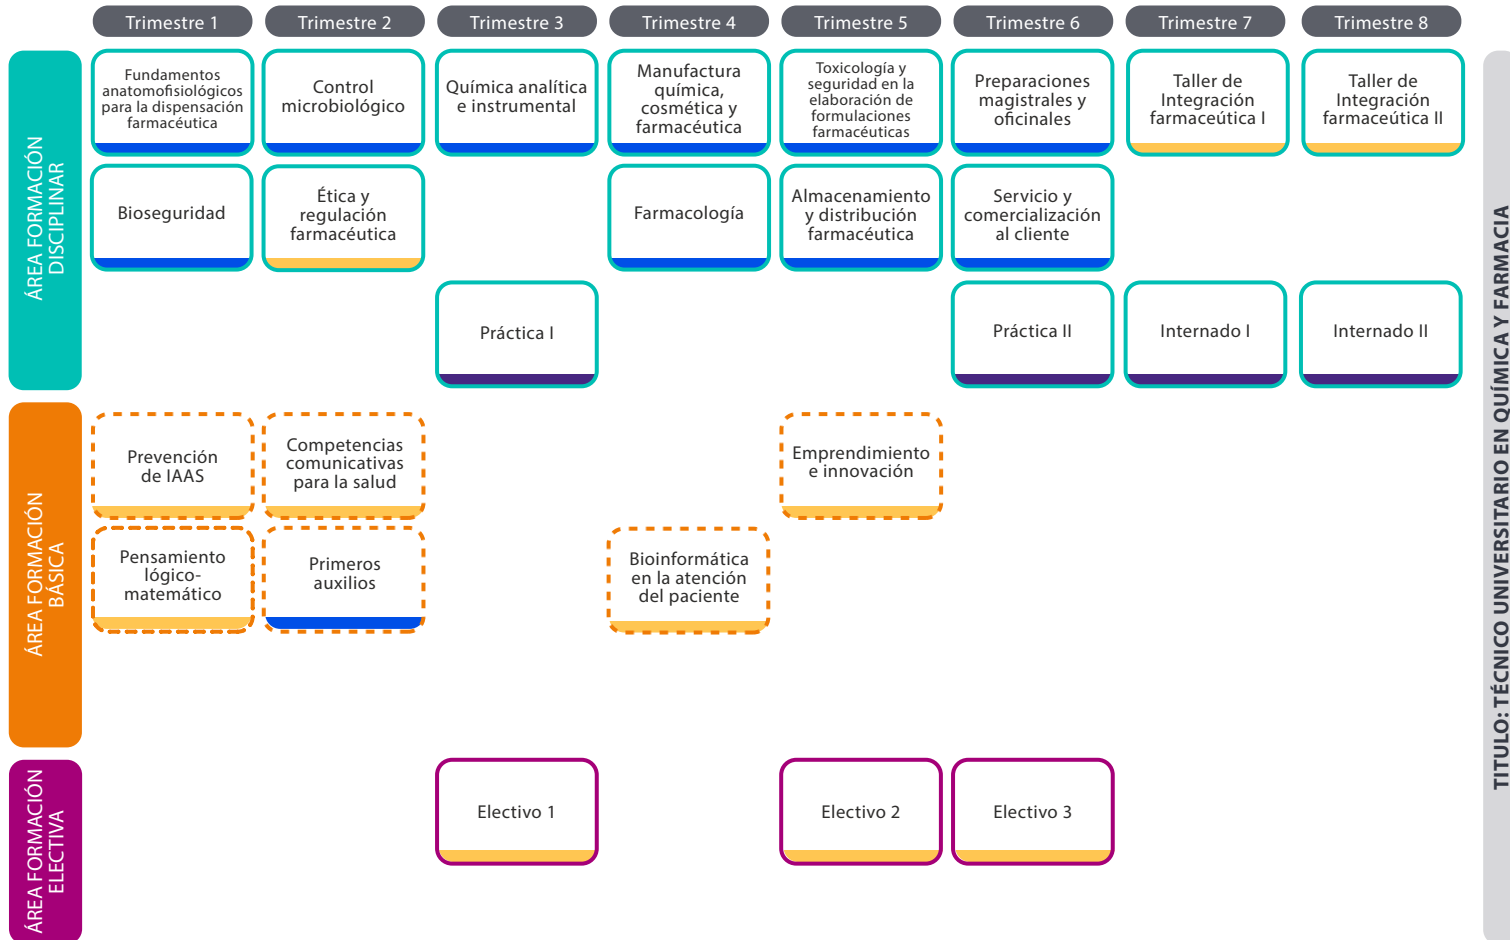 Trimestre 1
Trimestre 2
Trimestre 3
Trimestre 4
Trimestre 5
Trimestre 6
Trimestre 7
Trimestre 8
ÁREA FORMACIÓN
DISCIPLINAR
Fundamentos
anatomofisiológicos
para la dispensación
farmacéutica
Control
microbiológico
Química analítica
e instrumental
Manufactura
química,
cosmética y
farmacéutica
Toxicología y
seguridad en la
elaboración de
formulaciones
farmacéuticas
Preparaciones
magistrales y
oficinales
Taller de
Integración
farmaceútica I
Taller de
Integración
farmaceútica II
Bioseguridad
Ética y
regulación
farmacéutica
Farmacología
Almacenamiento
y distribución
farmacéutica
Servicio y
comercialización
al cliente
Práctica I
Práctica II
Internado I
Internado II
ÁREA FORMACIÓN
BÁSICA
Prevención
de IAAS
Competencias
comunicativas
para la salud
Emprendimiento
e innovación
Pensamiento
lógico-
matemático
Primeros
auxilios
Bioinformática
en la atención
del paciente
ÁREA FORMACIÓN
ELECTIVA
Electivo 1
Electivo 2
Electivo 3
TITULO: TÉCNICO UNIVERSITARIO EN QUÍMICA Y FARMACIA